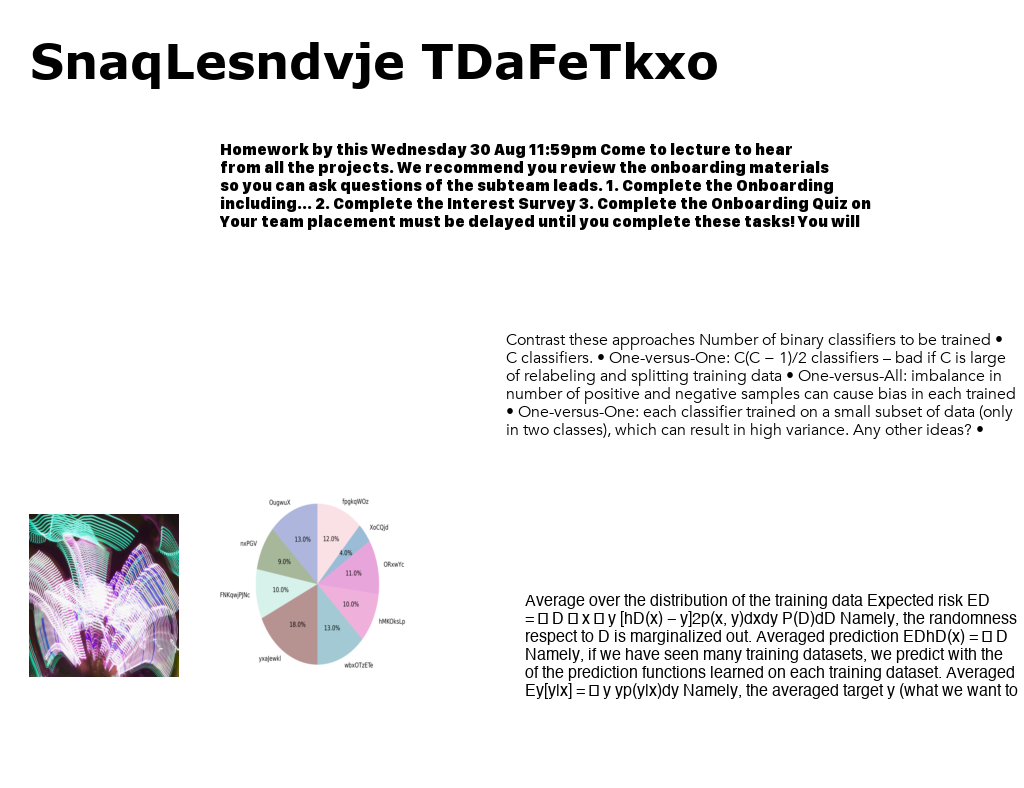 SnaqLesndvje TDaFeTkxo
Homework by this Wednesday 30 Aug 11:59pm Come to lecture to hear
from all the projects. We recommend you review the onboarding materials
so you can ask questions of the subteam leads. 1. Complete the Onboarding
including... 2. Complete the Interest Survey 3. Complete the Onboarding Quiz on
Your team placement must be delayed until you complete these tasks! You will
Contrast these approaches Number of binary classifiers to be trained •
C classifiers. • One-versus-One: C(C − 1)/2 classifiers – bad if C is large
of relabeling and splitting training data • One-versus-All: imbalance in
number of positive and negative samples can cause bias in each trained
• One-versus-One: each classifier trained on a small subset of data (only
in two classes), which can result in high variance. Any other ideas? •
OugwuX
fpgkqWOz
XoCQjd
nxPGV
13.0%
12.0%
4.0%
9.0%
11.0%
ORxwYc
FNKqwjPJNc
10.0%
10.0%
18.0%
13.0%
hMKOksLp
yxaJewkl
wbxOTzETe
Average over the distribution of the training data Expected risk ED
= □ D □ x □ y [hD(x) − y]2p(x, y)dxdy P(D)dD Namely, the randomness
respect to D is marginalized out. Averaged prediction EDhD(x) = □ D
Namely, if we have seen many training datasets, we predict with the
of the prediction functions learned on each training dataset. Averaged
Ey[y|x] = □ y yp(y|x)dy Namely, the averaged target y (what we want to